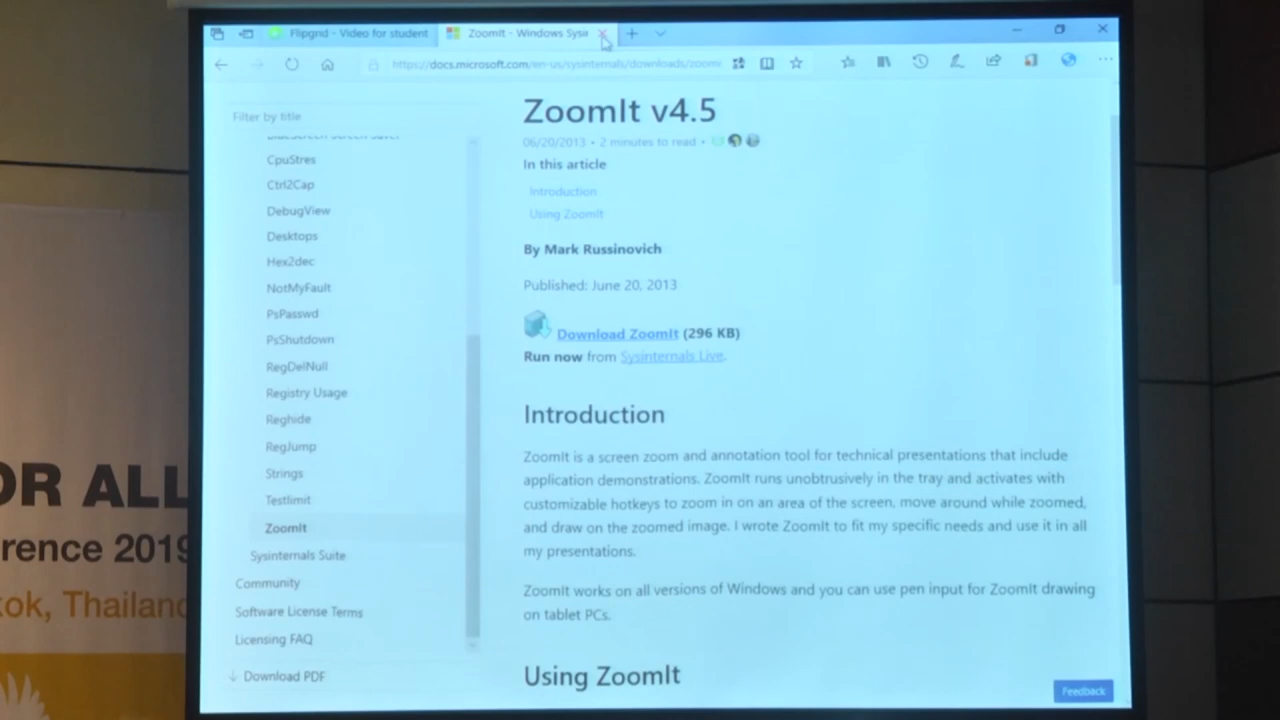 Flipgrid - Video for student
ZoomIt - Windows Sysi
https://docs.microsoft.com/en-us/sysinternals/downloads/zoomi
Filter by title
BlueScreen Screen Saver
CpuStres
Ctrl2Cap
DebugView
Desktops
Hex2dec
NotMyFault
PsPasswd
PsShutdown
RegDelNull
Registry Usage
Reghide
RegJump
Strings
Testlimit
ZoomIt
Sysinternals Suite
Community
Software License Terms
Licensing FAQ
Download PDF
ZoomIt v4.5
06/20/2013 • 2 minutes to read •
In this article
Introduction
Using ZoomIt
By Mark Russinovich
Published: June 20, 2013
Download ZoomIt (296 KB)
Run now from Sysinternals Live.
Introduction
ZoomIt is a screen zoom and annotation tool for technical presentations that include
application demonstrations. ZoomIt runs unobtrusively in the tray and activates with
customizable hotkeys to zoom in on an area of the screen, move around while zoomed,
and draw on the zoomed image. I wrote ZoomIt to fit my specific needs and use it in all
my presentations.
ZoomIt works on all versions of Windows and you can use pen input for ZoomIt drawing
on tablet PCs.
Using ZoomIt
Feedback
OR ALL
rence 2019
kok, Thailand